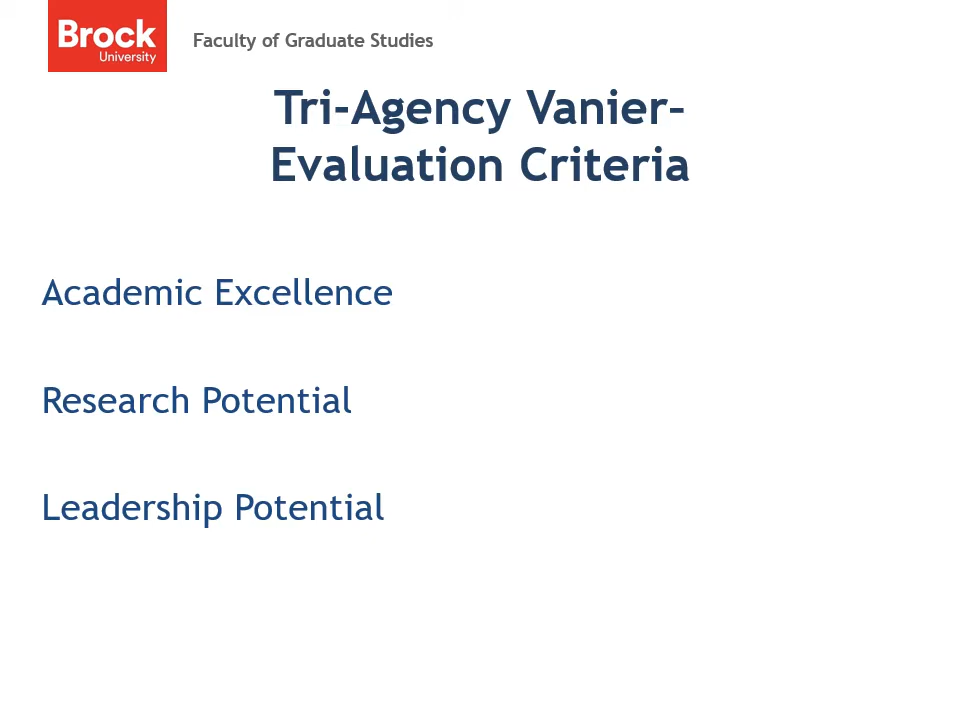 Brock
University
Faculty of Graduate Studies
Tri-Agency Vanier–
Evaluation Criteria
Academic Excellence
Research Potential
Leadership Potential